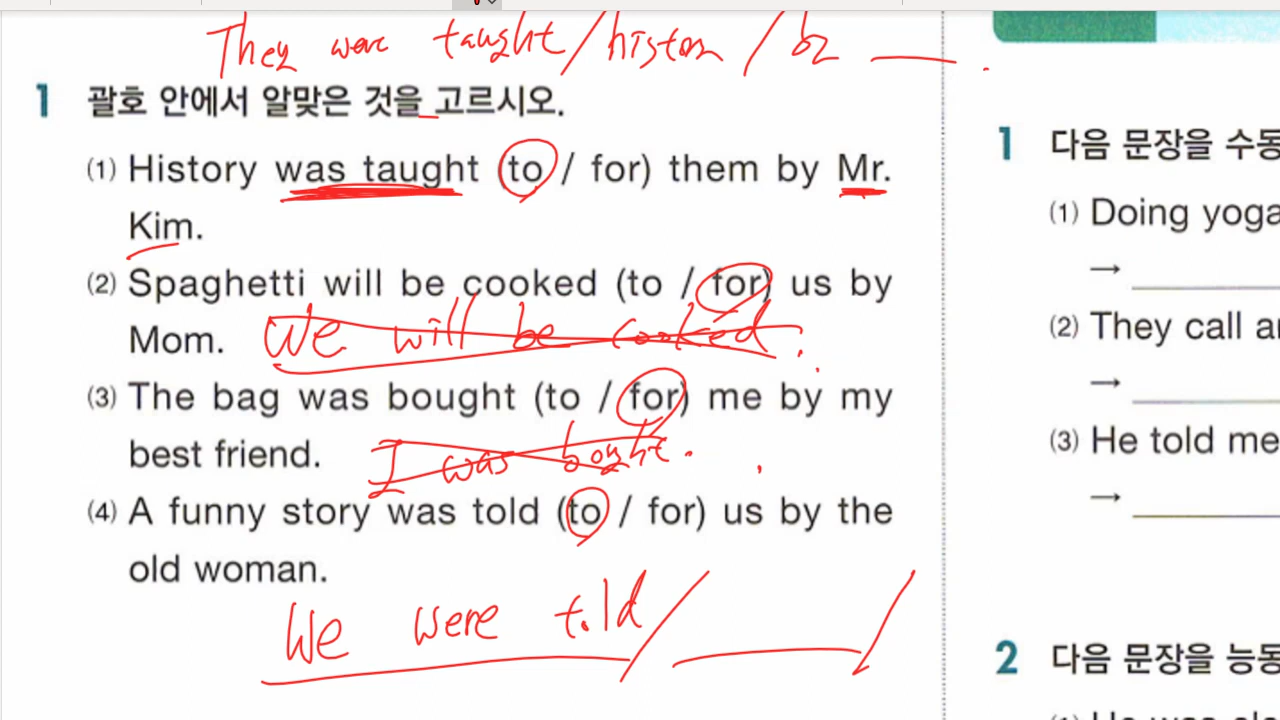 They were taught / histon / by ___.
1 괄호 안에서 알맞은 것을 고르시오.
(1) History was taught (to / for) them by Mr.
Kim.
(2) Spaghetti will be cooked (to / for) us by
Mom. We will be cooked.
(3) The bag was bought (to / for) me by my
best friend. I was boght.
(4) A funny story was told (to / for) us by the
old woman.
We were told / ___ /
1 다음 문장을 수동
(1) Doing yoga
→
(2) They call
→
(3) He told me
→
2 다음 문장을 능동